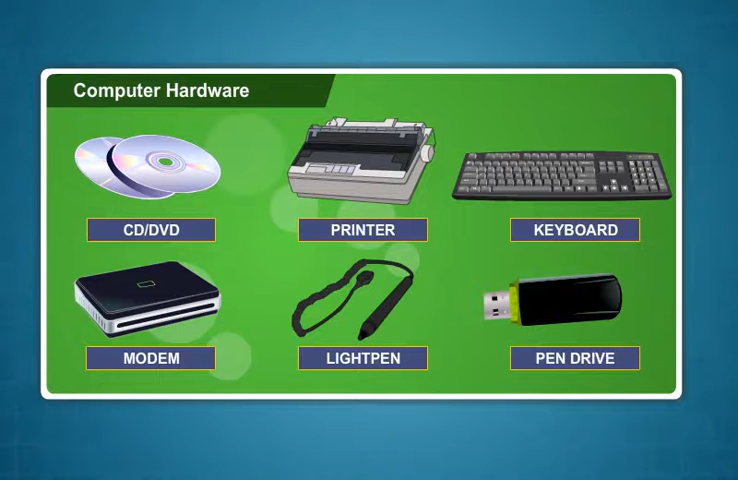 Computer Hardware
CD/DVD
PRINTER
KEYBOARD
MODEM
LIGHTPEN
PEN DRIVE